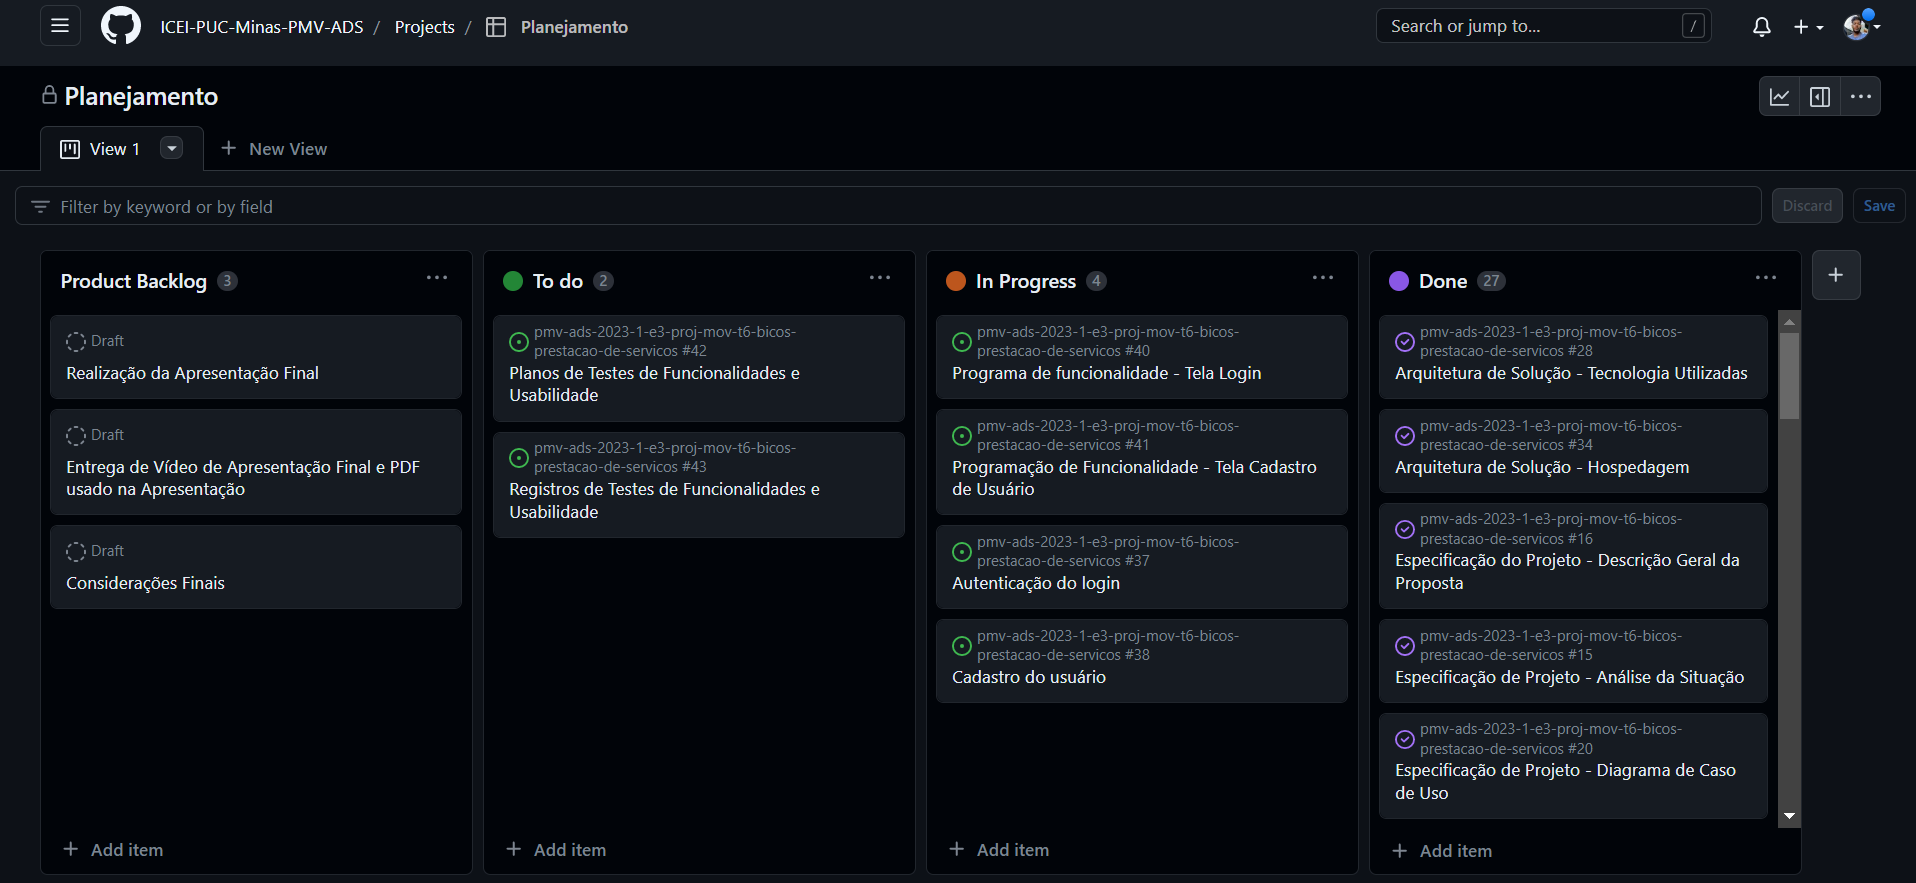 ICEI-PUC-Minas-PMV-ADS / Projects / Planejamento
Search or jump to... /
Planejamento
View 1
New View
Filter by keyword or by field
Discard
Save
Product Backlog 3
Draft
Realização da Apresentação Final
Draft
Entrega de Vídeo de Apresentação Final e PDF
usado na Apresentação
Draft
Considerações Finais
+ Add item
To do 2
pmv-ads-2023-1-e3-proj-mov-t6-bicos-
prestacao-de-servicos #42
Planos de Testes de Funcionalidades e
Usabilidade
pmv-ads-2023-1-e3-proj-mov-t6-bicos-
prestacao-de-servicos #43
Registros de Testes de Funcionalidades e
Usabilidade
+ Add item
In Progress 4
pmv-ads-2023-1-e3-proj-mov-t6-bicos-
prestacao-de-servicos #40
Programa de funcionalidade - Tela Login
pmv-ads-2023-1-e3-proj-mov-t6-bicos-
prestacao-de-servicos #41
Programação de Funcionalidade - Tela Cadastro
de Usuário
pmv-ads-2023-1-e3-proj-mov-t6-bicos-
prestacao-de-servicos #37
Autenticação do login
pmv-ads-2023-1-e3-proj-mov-t6-bicos-
prestacao-de-servicos #38
Cadastro do usuário
+ Add item
Done 27
pmv-ads-2023-1-e3-proj-mov-t6-bicos-
prestacao-de-servicos #28
Arquitetura de Solução - Tecnologia Utilizadas
pmv-ads-2023-1-e3-proj-mov-t6-bicos-
prestacao-de-servicos #34
Arquitetura de Solução - Hospedagem
pmv-ads-2023-1-e3-proj-mov-t6-bicos-
prestacao-de-servicos #16
Especificação do Projeto - Descrição Geral da
Proposta
pmv-ads-2023-1-e3-proj-mov-t6-bicos-
prestacao-de-servicos #15
Especificação de Projeto - Análise da Situação
pmv-ads-2023-1-e3-proj-mov-t6-bicos-
prestacao-de-servicos #20
Especificação de Projeto - Diagrama de Caso
de Uso
+ Add item